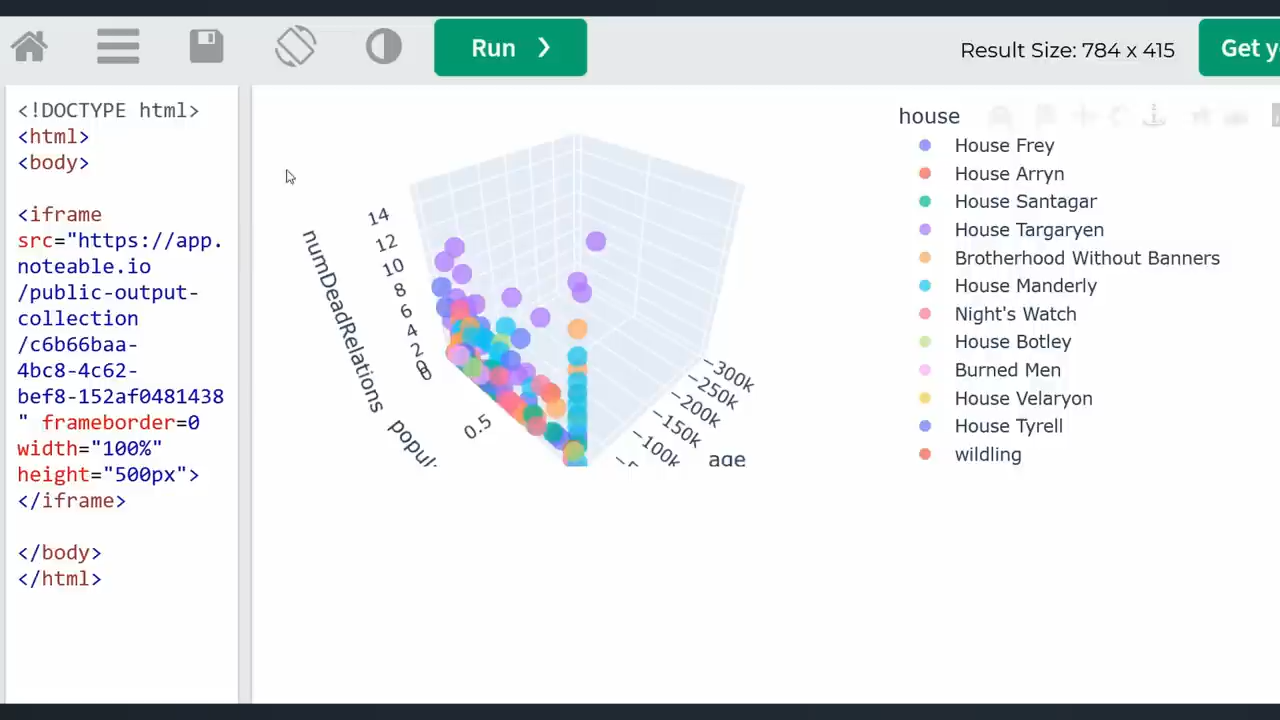 Run ❯
Result Size: 784 x 415
Get y
<!DOCTYPE html>
<html>
<body>
<iframe
src="https://app.
noteable.io
/public-output-
collection
/c6b66baa-
4bc8-4c62-
bef8-152af0481438
" frameborder=0
width="100%"
height="500px">
</iframe>
</body>
</html>
14
12
10
8
6
4
2
0
numDeadRelations
0.5
popul
−300k
−250k
−200k
−150k
−100k
age
house
House Frey
House Arryn
House Santagar
House Targaryen
Brotherhood Without Banners
House Manderly
Night's Watch
House Botley
Burned Men
House Velaryon
House Tyrell
wildling